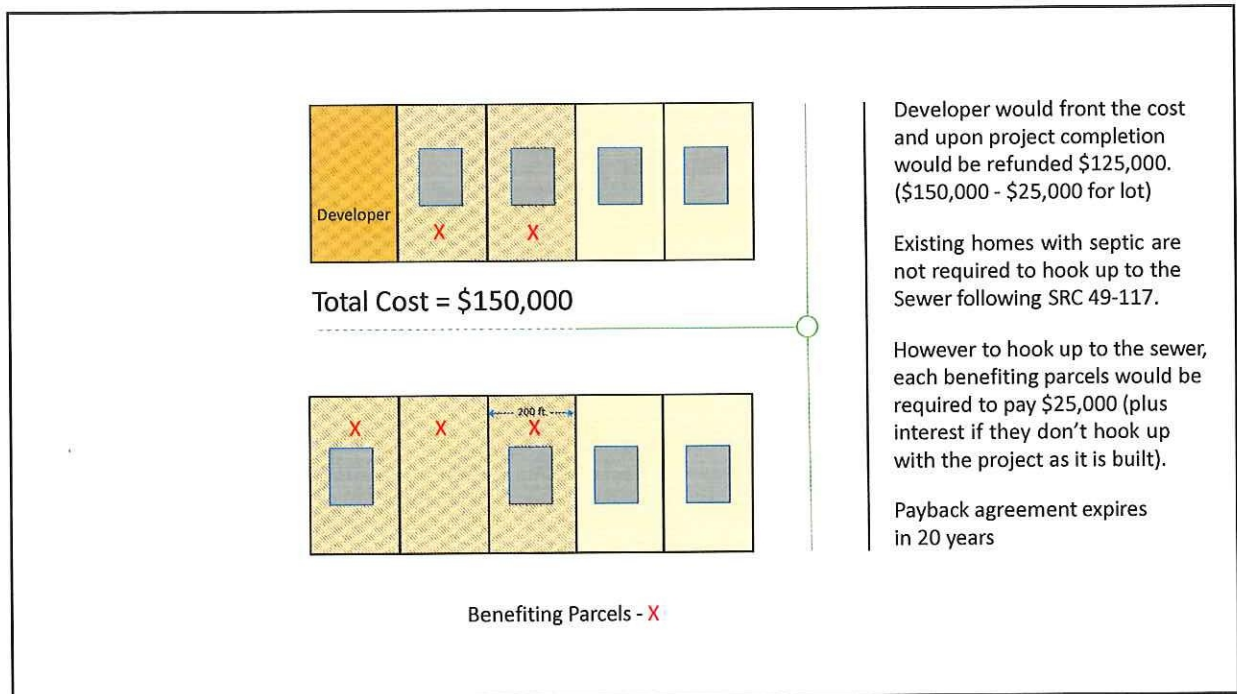 Developer
X
X
Total Cost = $150,000
200 ft.
X
X
X
Benefiting Parcels - X
Developer would front the cost
and upon project completion
would be refunded $125,000.
($150,000 - $25,000 for lot)
Existing homes with septic are
not required to hook up to the
Sewer following SRC 49-117.
However to hook up to the sewer,
each benefiting parcels would be
required to pay $25,000 (plus
interest if they don't hook up
with the project as it is built).
Payback agreement expires
in 20 years